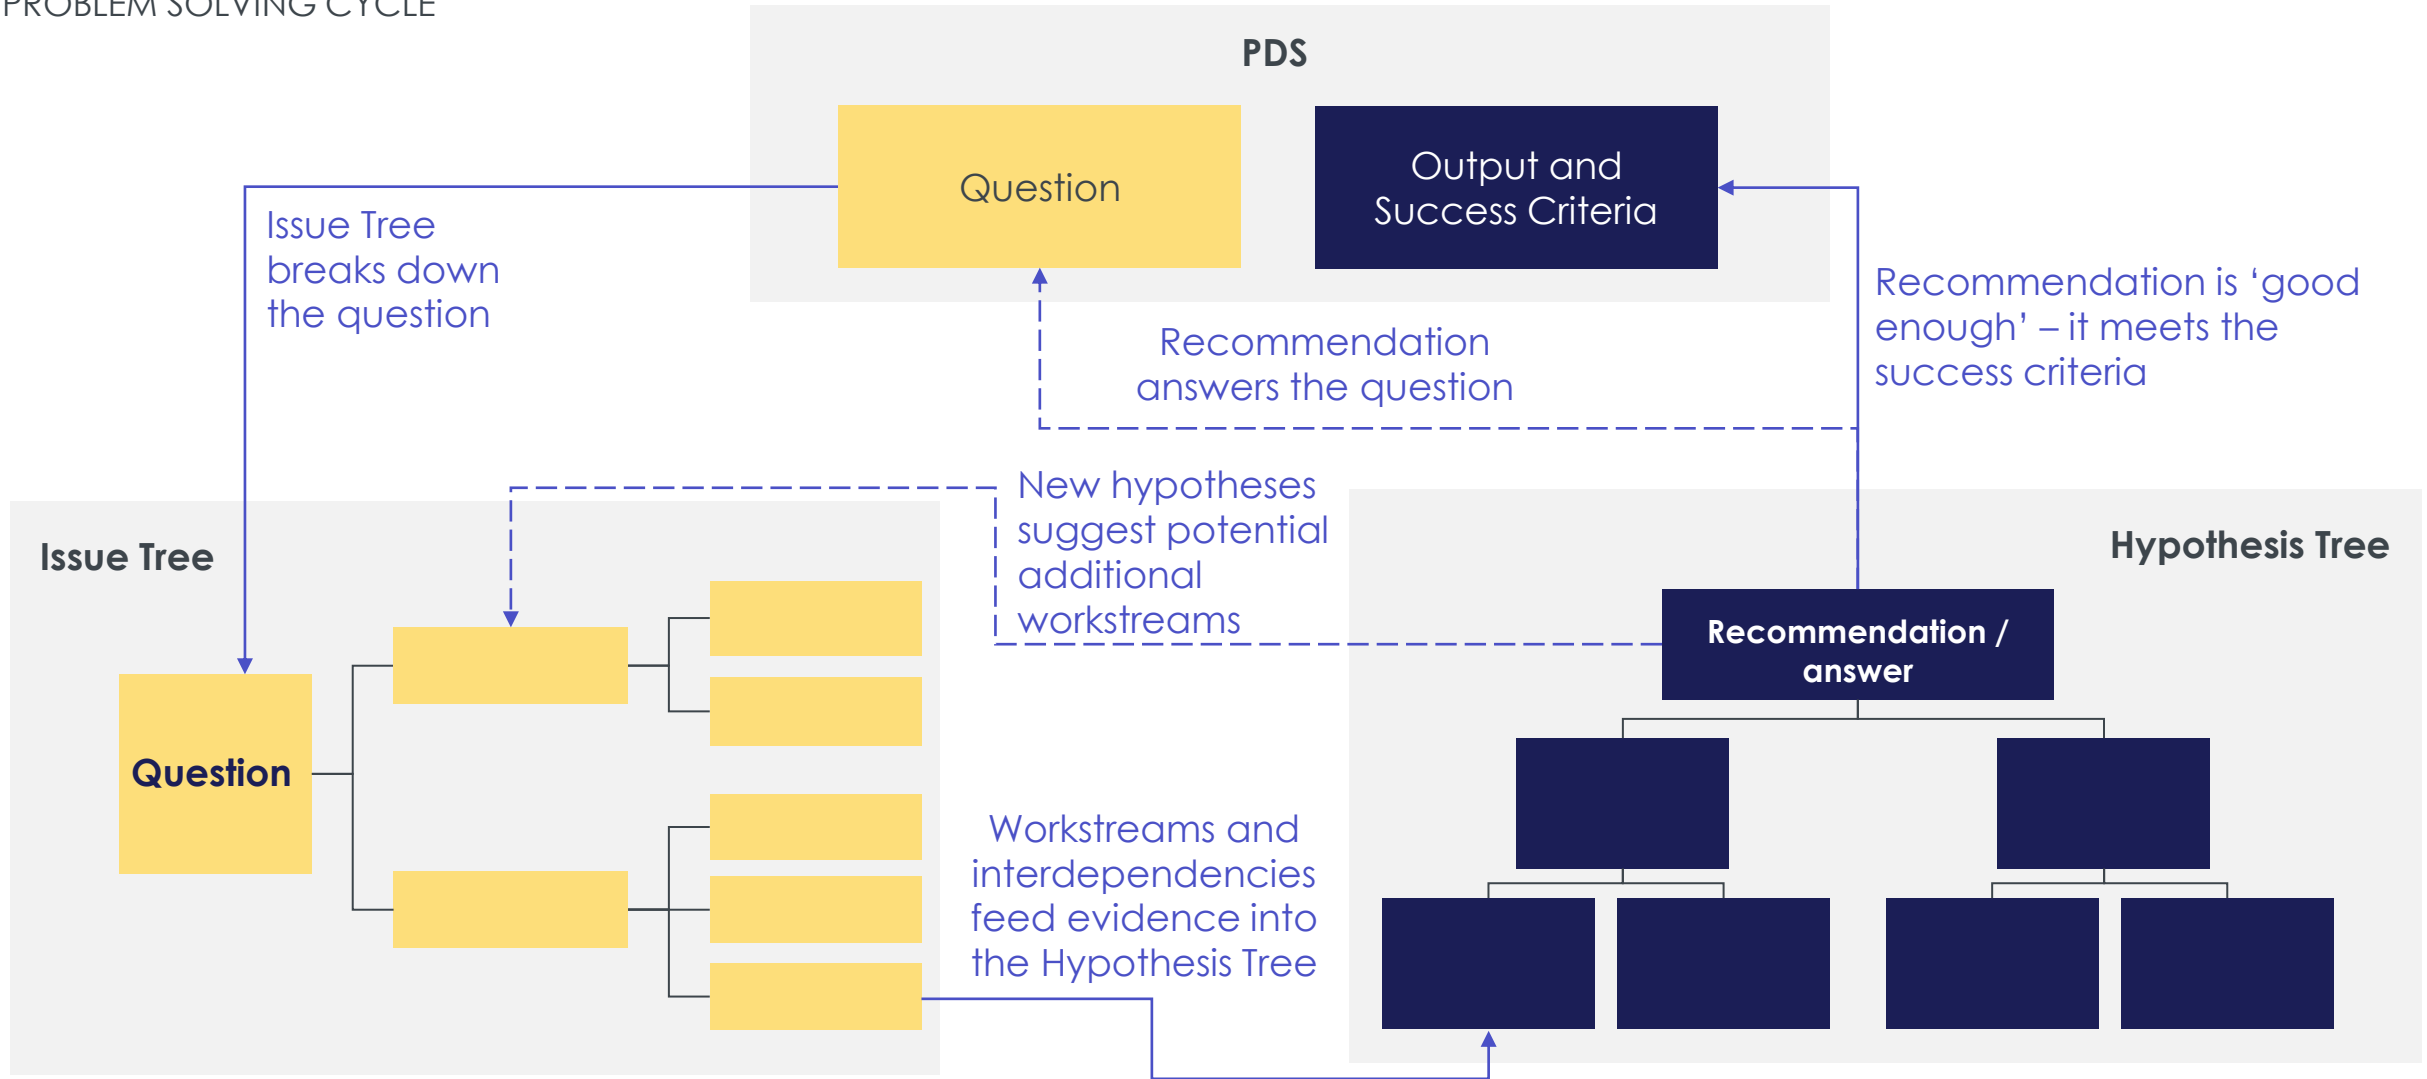 PROBLEM SOLVING CYCLE
PDS
Question
Output and
Success Criteria
Issue Tree
breaks down
the question
Recommendation
answers the question
Recommendation is ‘good
enough’ – it meets the
success criteria
New hypotheses
suggest potential
additional
workstreams
Issue Tree
Question
Workstreams and
interdependencies
feed evidence into
the Hypothesis Tree
Hypothesis Tree
Recommendation /
answer